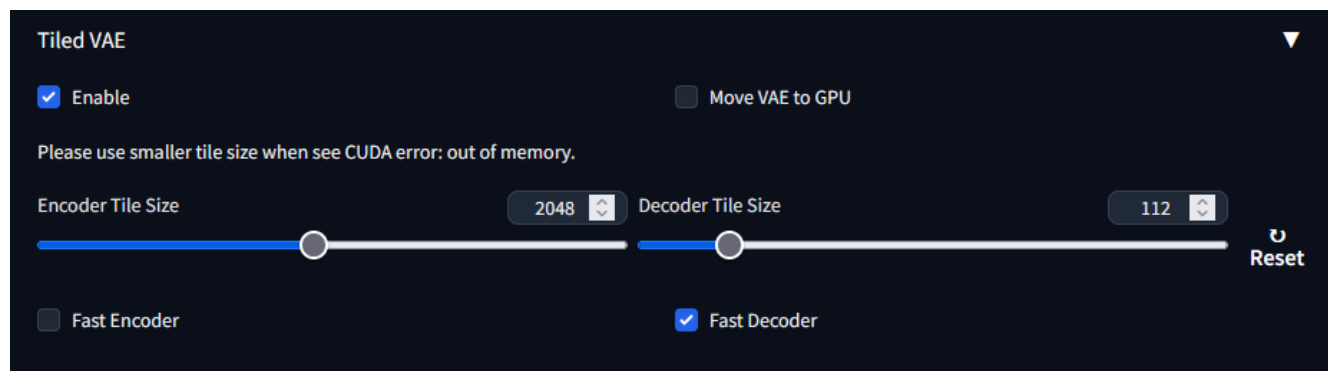 Tiled VAE ▼
Enable
Move VAE to GPU
Please use smaller tile size when see CUDA error: out of memory.
Encoder Tile Size
2048
Decoder Tile Size
112
↻
Reset
Fast Encoder
Fast Decoder